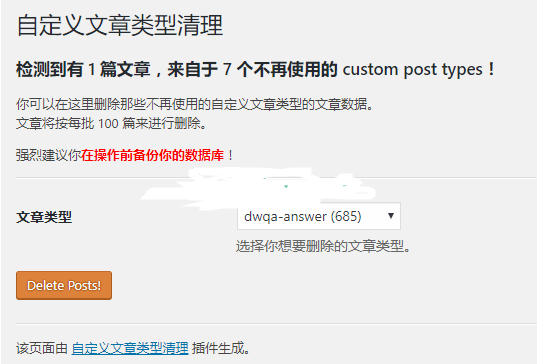 自定义文章类型清理
检测到有 1 篇文章，来自于 7 个不再使用的 custom post types！
你可以在这里删除那些不再使用的自定义文章类型的文章数据。
文章将按每批 100 篇来进行删除。
强烈建议你在操作前备份你的数据库！
文章类型
dwqa-answer (685)
选择你想要删除的文章类型。
Delete Posts!
该页面由 自定义文章类型清理 插件生成。